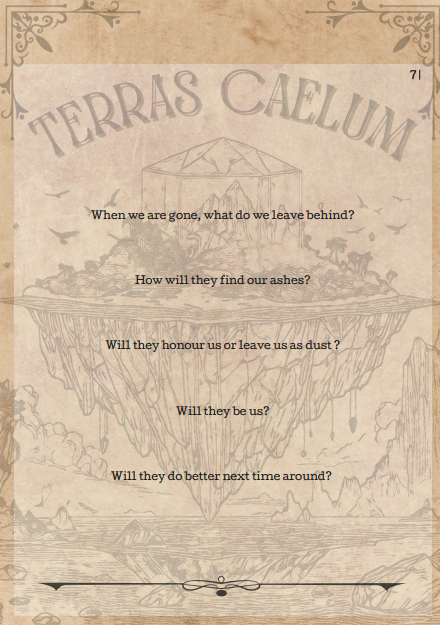 71
TERRAS CAELUM
When we are gone, what do we leave behind?
How will they find our ashes?
Will they honour us or leave us as dust ?
Will they be us?
Will they do better next time around?